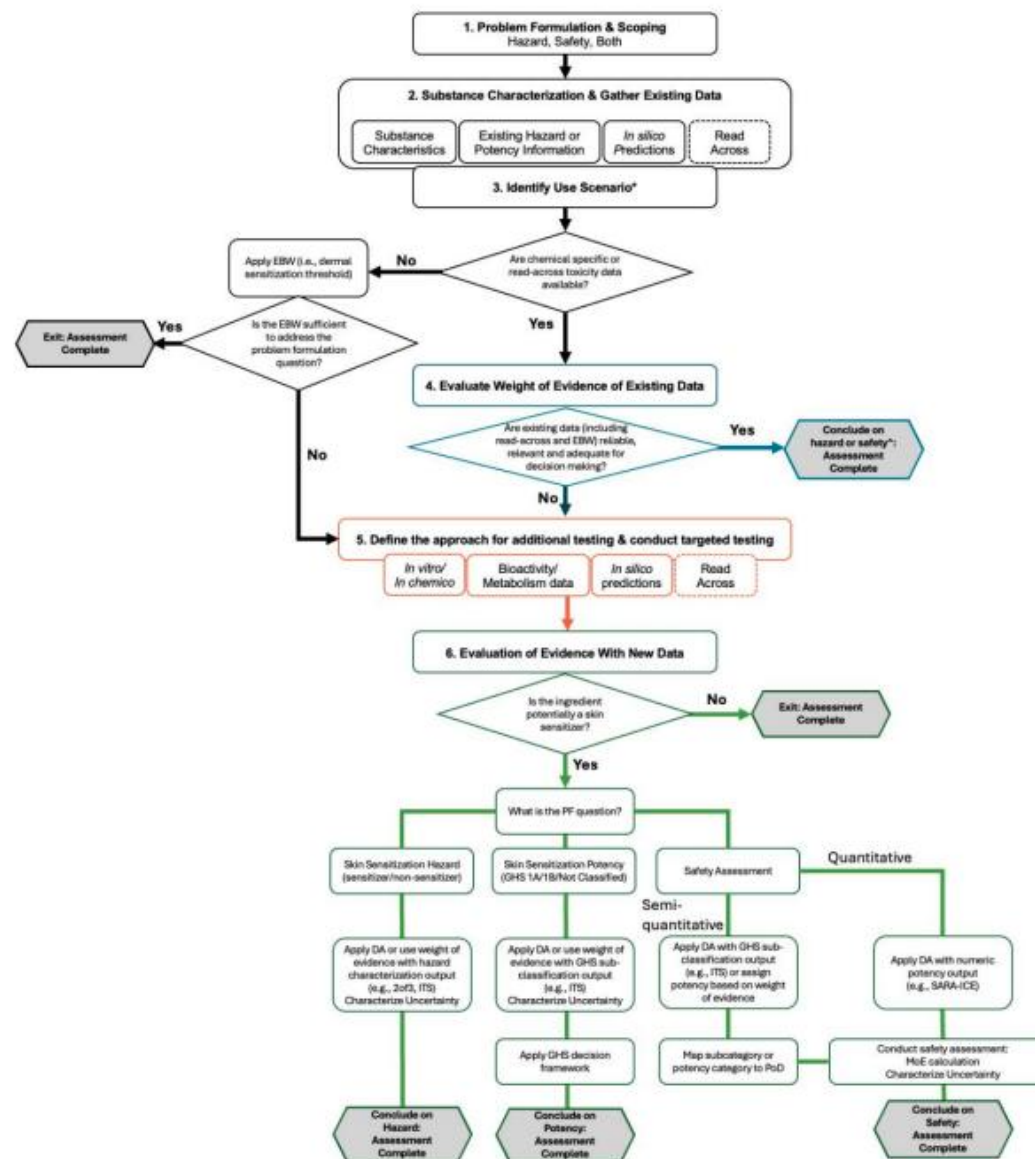 1. Problem Formulation & Scoping
Hazard, Safety, Both
2. Substance Characterization & Gather Existing Data
Substance
Characteristics
Existing Hazard or
Potency Information
In silico
Predictions
Read
Across
3. Identify Use Scenario*
Apply EBW (i.e., dermal
sensitization threshold)
No
Are chemical specific or
read-across toxicity data
available?
Yes
Exit: Assessment
Complete
Yes
Is the EBW sufficient
to address the
problem formulation
question?
No
4. Evaluate Weight of Evidence of Existing Data
Are existing data (including
read-across and EBW) reliable,
relevant and adequate for
decision making?
Yes
Conclude on
hazard or safety^:
Assessment
Complete
No
5. Define the approach for additional testing & conduct targeted testing
In vitro/
In chemico
Bioactivity/
Metabolism data
In silico
predictions
Read
Across
6. Evaluation of Evidence With New Data
Is the ingredient
potentially a skin
sensitizer?
No
Exit: Assessment
Complete
Yes
What is the PF question?
Skin Sensitization Hazard
(sensitizer/non-sensitizer)
Skin Sensitization Potency
(GHS 1A/1B/Not Classified)
Safety Assessment
Quantitative
Semi-
quantitative
Apply DA or use weight of
evidence with hazard
characterization output
(e.g., 2of3, ITS)
Characterize Uncertainty
Apply DA or use weight of
evidence with GHS sub-
classification output
(e.g., ITS)
Characterize Uncertainty
Apply DA with GHS sub-
classification output
(e.g., ITS) or assign
potency based on weight
of evidence
Apply DA with numeric
potency output
(e.g., SARA-ICE)
Apply GHS decision
framework
Map subcategory or
potency category to PoD
Conduct safety assessment:
MoE calculation
Characterize Uncertainty
Conclude on
Hazard:
Assessment
Complete
Conclude on
Potency:
Assessment
Complete
Conclude on
Safety:
Assessment
Complete